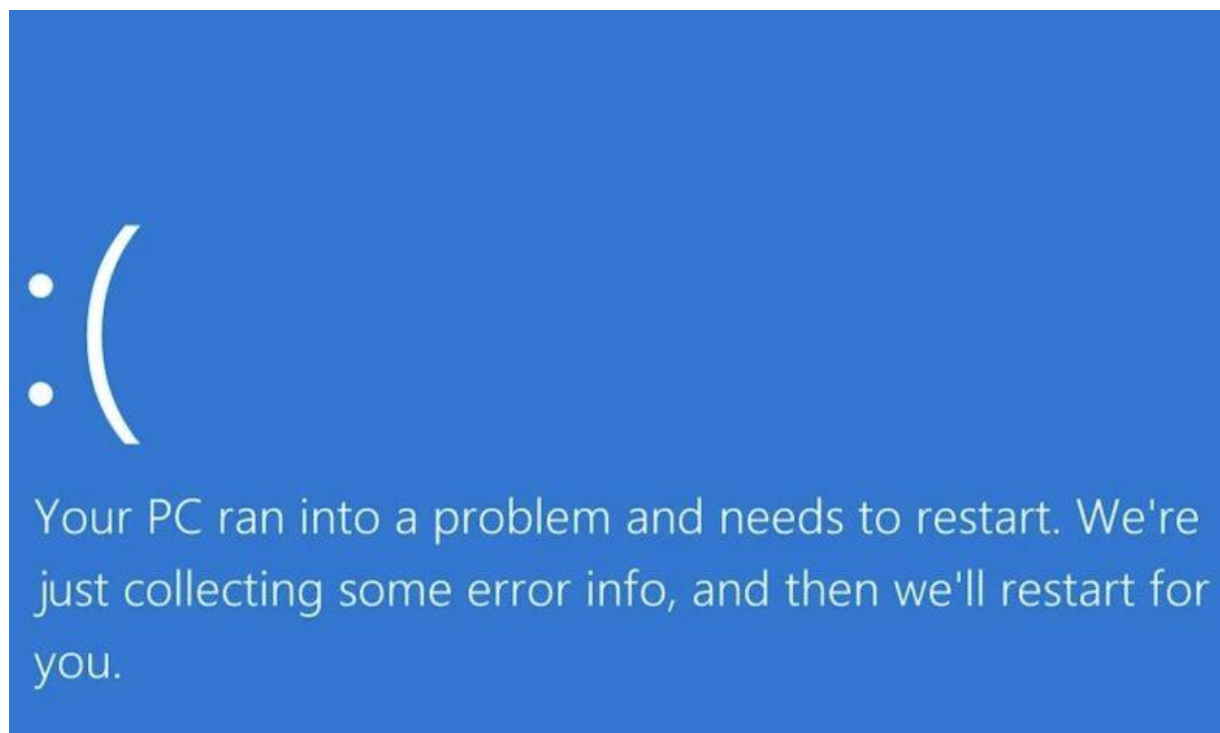 :(
Your PC ran into a problem and needs to restart. We're
just collecting some error info, and then we'll restart for
you.